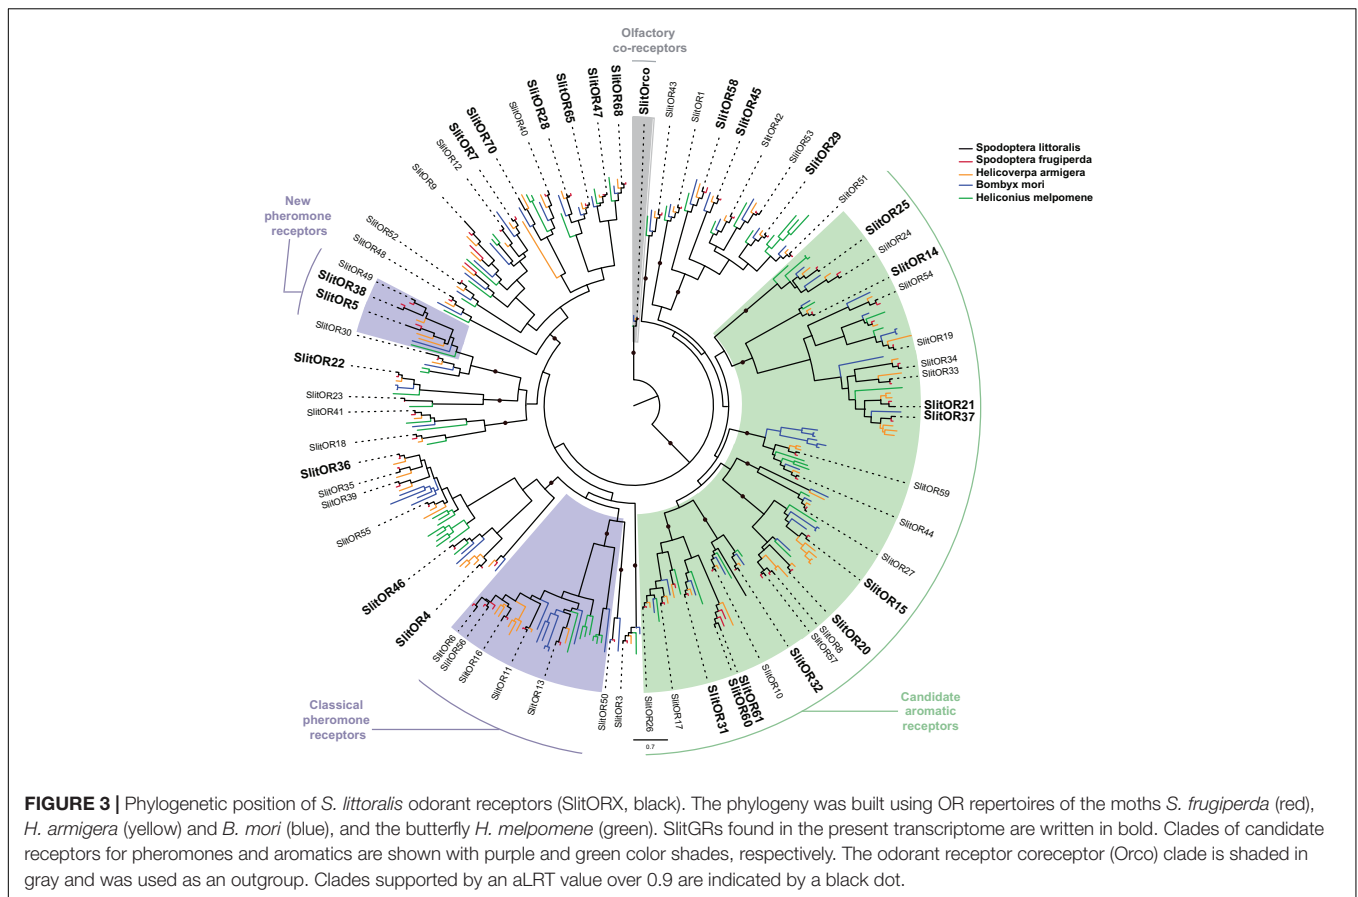 Olfactory
co-receptors
SlitOrco
SlitOR43
SlitOR1
SlitOR58
SlitOR45
SlitOR42
SlitOR53
SlitOR29
SlitOR51
SlitOR25
SlitOR24
SlitOR14
SlitOR54
SlitOR19
SlitOR34
SlitOR33
SlitOR21
SlitOR37
SlitOR59
SlitOR44
SlitOR27
SlitOR15
SlitOR20
SlitOR8
SlitOR57
SlitOR32
SlitOR10
SlitOR61
SlitOR60
SlitOR31
SlitOR17
SlitOR26
SlitOR3
SlitOR50
SlitOR13
SlitOR11
SlitOR16
SlitOR56
SlitOR6
SlitOR4
SlitOR46
SlitOR55
SlitOR39
SlitOR35
SlitOR36
SlitOR18
SlitOR41
SlitOR23
SlitOR22
SlitOR30
SlitOR5
SlitOR38
SlitOR49
SlitOR48
SlitOR52
SlitOR9
SlitOR12
SlitOR7
SlitOR70
SlitOR40
SlitOR28
SlitOR65
SlitOR47
SlitOR68
Spodoptera littoralis
Spodoptera frugiperda
Helicoverpa armigera
Bombyx mori
Heliconius melpomene
New
pheromone
receptors
Classical
pheromone
receptors
Candidate
aromatic
receptors
0.7
FIGURE 3 | Phylogenetic position of S. littoralis odorant receptors (SlitORX, black). The phylogeny was built using OR repertoires of the moths S. frugiperda (red),
H. armigera (yellow) and B. mori (blue), and the butterfly H. melpomene (green). SlitGRs found in the present transcriptome are written in bold. Clades of candidate
receptors for pheromones and aromatics are shown with purple and green color shades, respectively. The odorant receptor coreceptor (Orco) clade is shaded in
gray and was used as an outgroup. Clades supported by an aLRT value over 0.9 are indicated by a black dot.